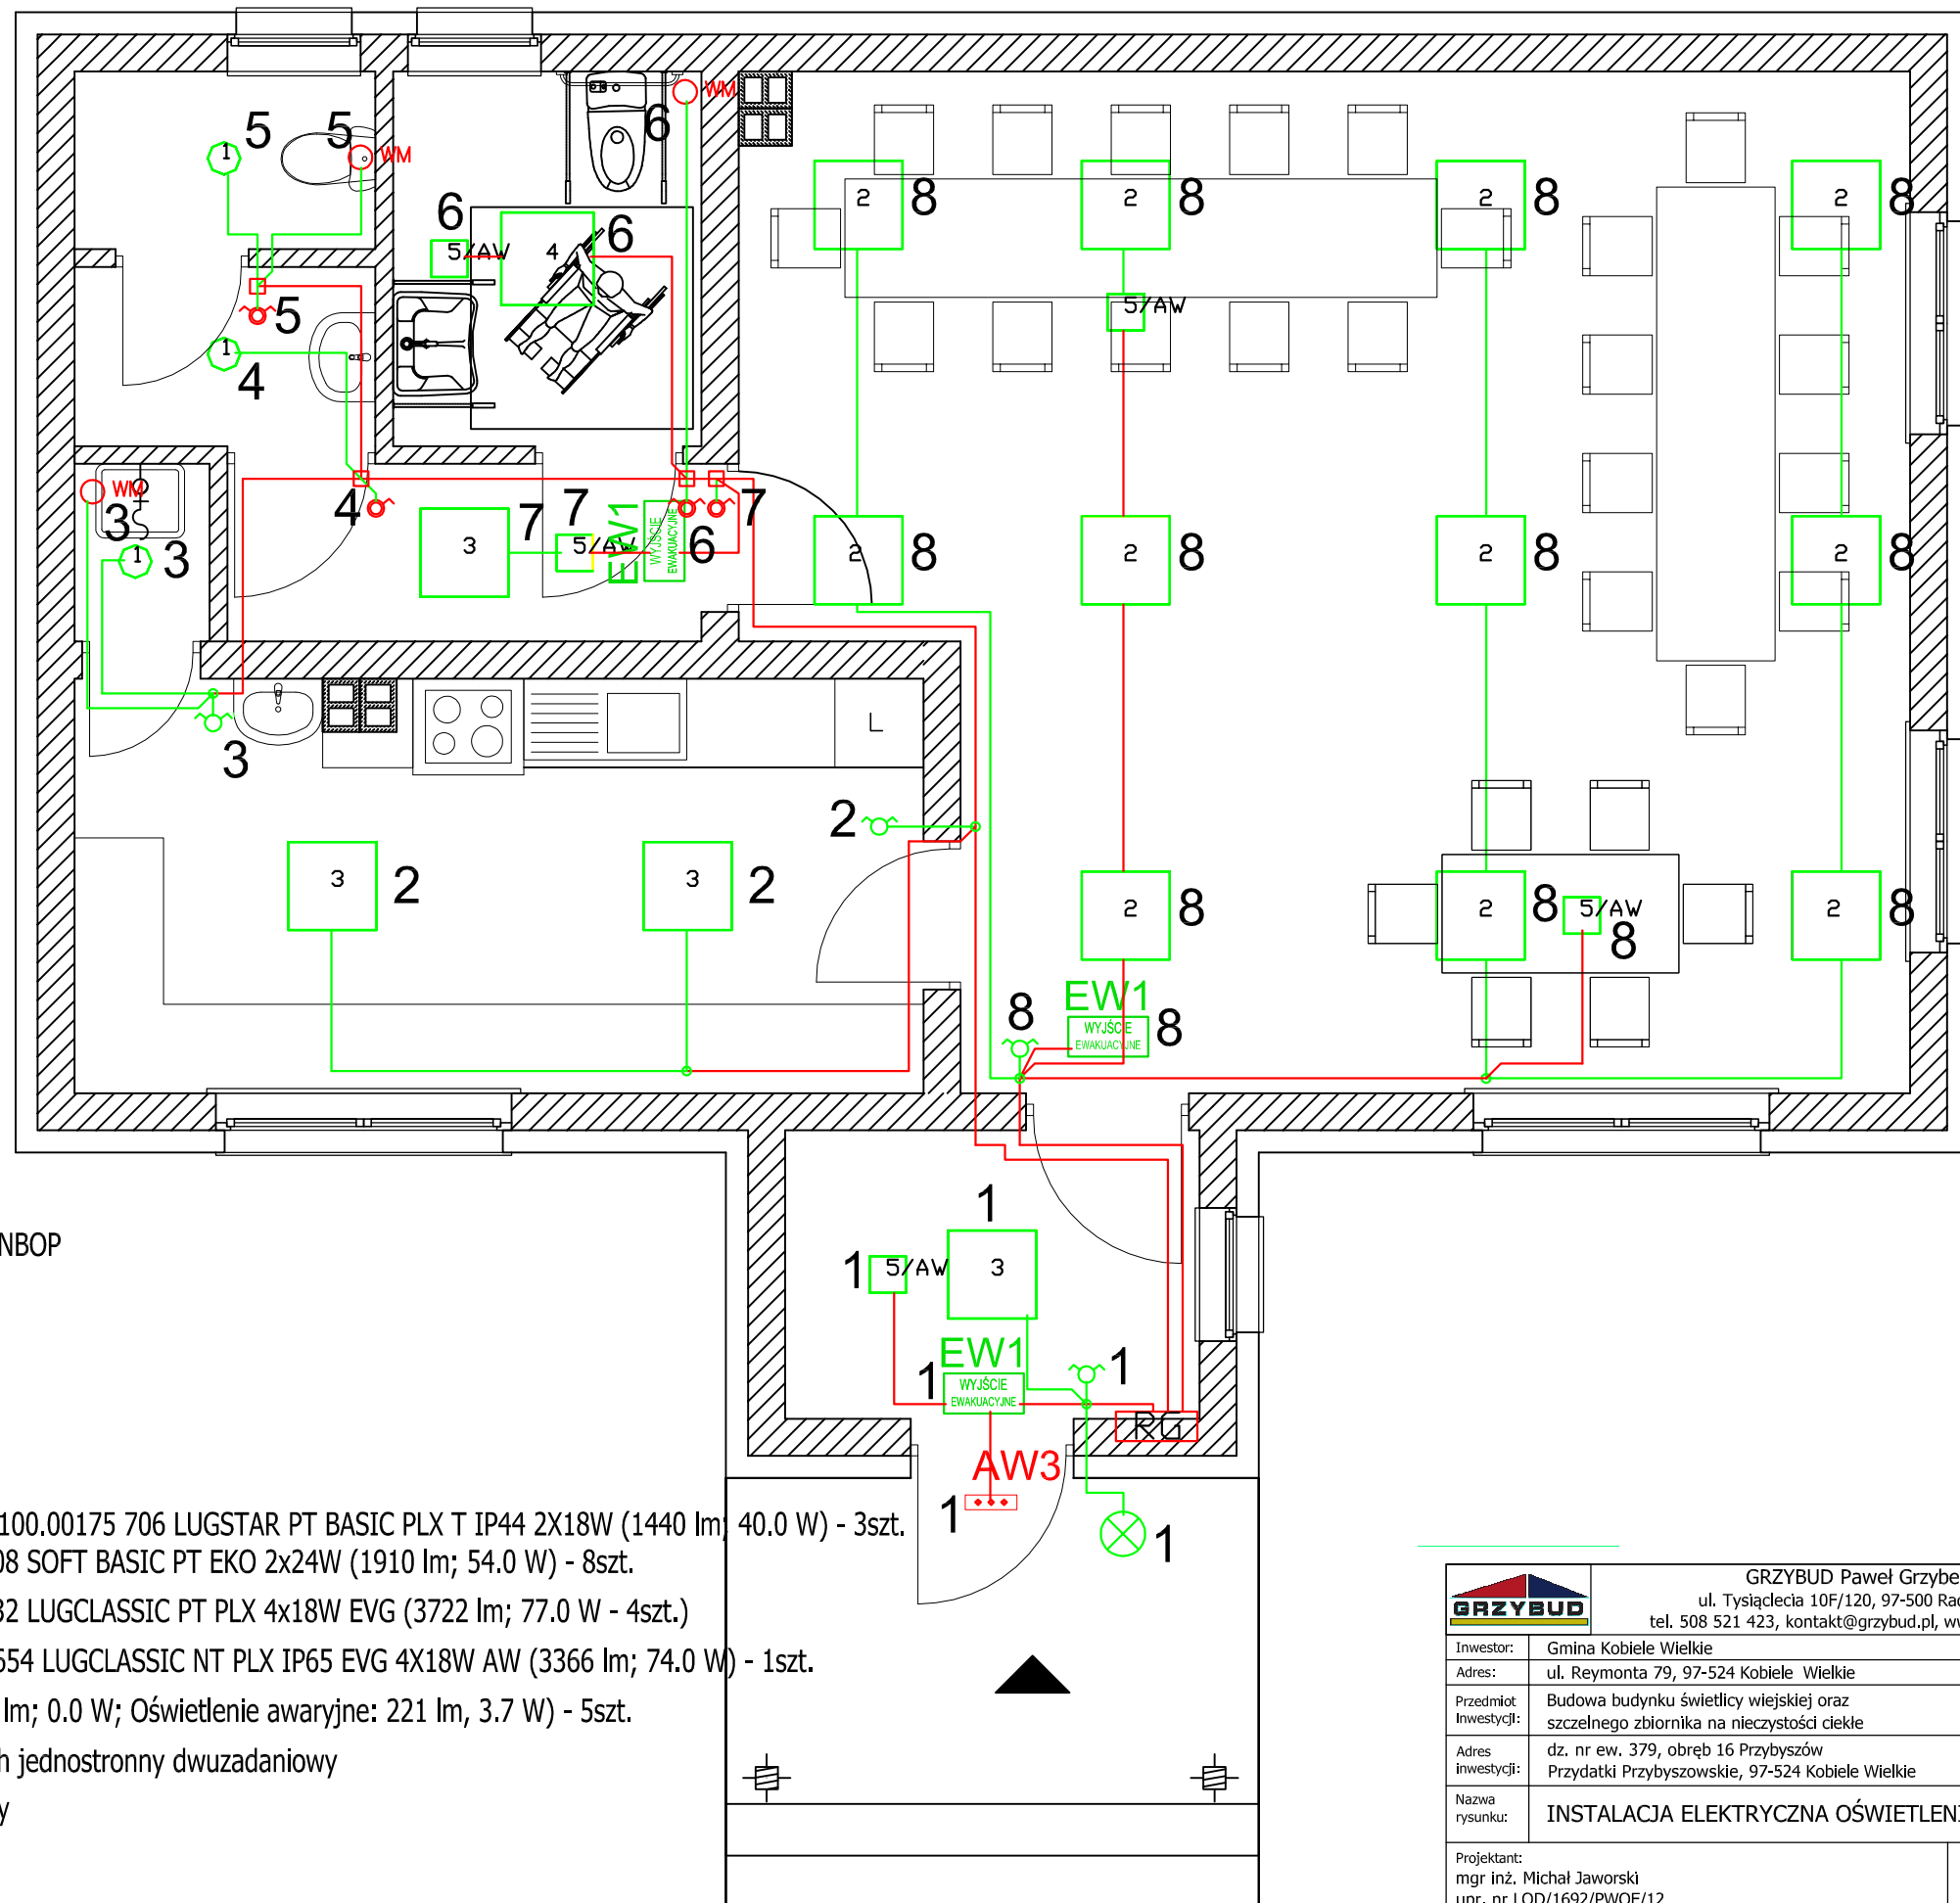 5 5 WM 6 WM
1
6 5/AW 4 6
2 8 2 8 2 8 2 8
5/AW
5
1
4
WM
3
1 3
4
3 7 7 5/AW EW1 WYJŚCIE EWAKUACYJNE 6 7
2 8 2 8 2 8 2 8
3
L
2
3 2 3 2
2 8 2 8 5/AW 8 2 8
8 EW1
WYJŚCIE
EWAKUACYJNE
8
NBOP
1
1 5/AW 3
EW1
1 WYJŚCIE
EWAKUACYJNE
1
RG
AW3
1
1
100.00175 706 LUGSTAR PT BASIC PLX T IP44 2X18W (1440 lm; 40.0 W) - 3szt.
08 SOFT BASIC PT EKO 2x24W (1910 lm; 54.0 W) - 8szt.
32 LUGCLASSIC PT PLX 4x18W EVG (3722 lm; 77.0 W - 4szt.)
554 LUGCLASSIC NT PLX IP65 EVG 4X18W AW (3366 lm; 74.0 W) - 1szt.
lm; 0.0 W; Oświetlenie awaryjne: 221 lm, 3.7 W) - 5szt.
h jednostronny dwuzadaniowy
y
GRZYBUD
GRZYBUD Paweł Grzybe
ul. Tysiąclecia 10F/120, 97-500 Rad
tel. 508 521 423, kontakt@grzybud.pl, ww
Inwestor: Gmina Kobiele Wielkie
Adres: ul. Reymonta 79, 97-524 Kobiele Wielkie
Przedmiot inwestycji: Budowa budynku świetlicy wiejskiej oraz
szczelnego zbiornika na nieczystości ciekłe
Adres inwestycji: dz. nr ew. 379, obręb 16 Przybyszów
Przydatki Przybyszowskie, 97-524 Kobiele Wielkie
Nazwa rysunku: INSTALACJA ELEKTRYCZNA OŚWIETLENI
Projektant:
mgr inż. Michał Jaworski
upr. nr LOD/1692/PWOE/12